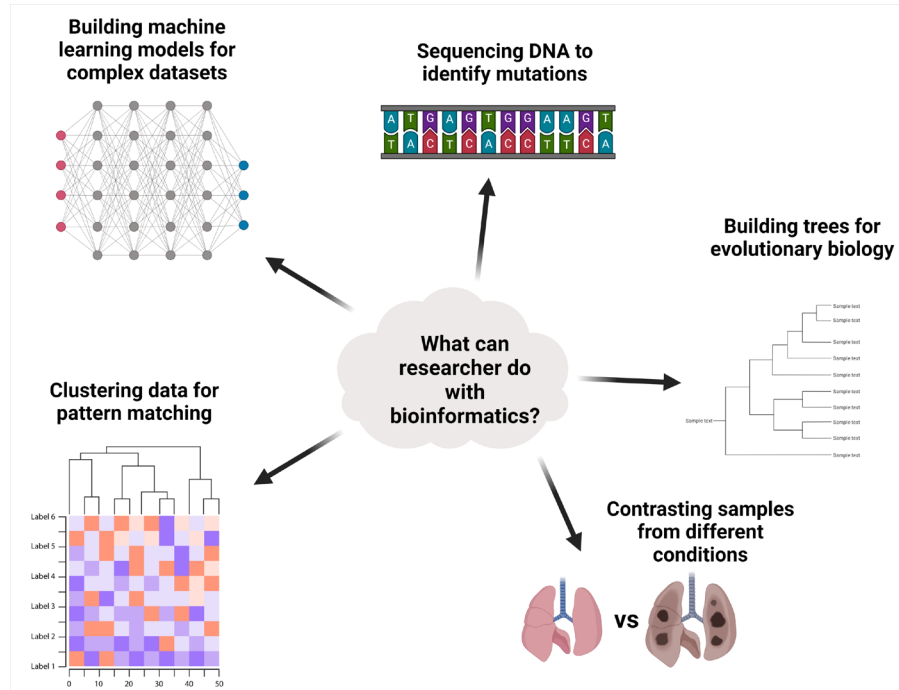 Building machine
learning models for
complex datasets
Sequencing DNA to
identify mutations
A T G A G T G G A A G T
T A C T C A C C T T C A
Building trees for
evolutionary biology
Sample text
Sample text
Sample text
Sample text
Sample text
Sample text
Sample text
Sample text
Sample text
Sample text
Sample text
What can
researcher do
with
bioinformatics?
Clustering data for
pattern matching
Label 6
Label 5
Label 4
Label 3
Label 2
Label 1
0 10 20 30 40 50
Contrasting samples
from different
conditions
vs